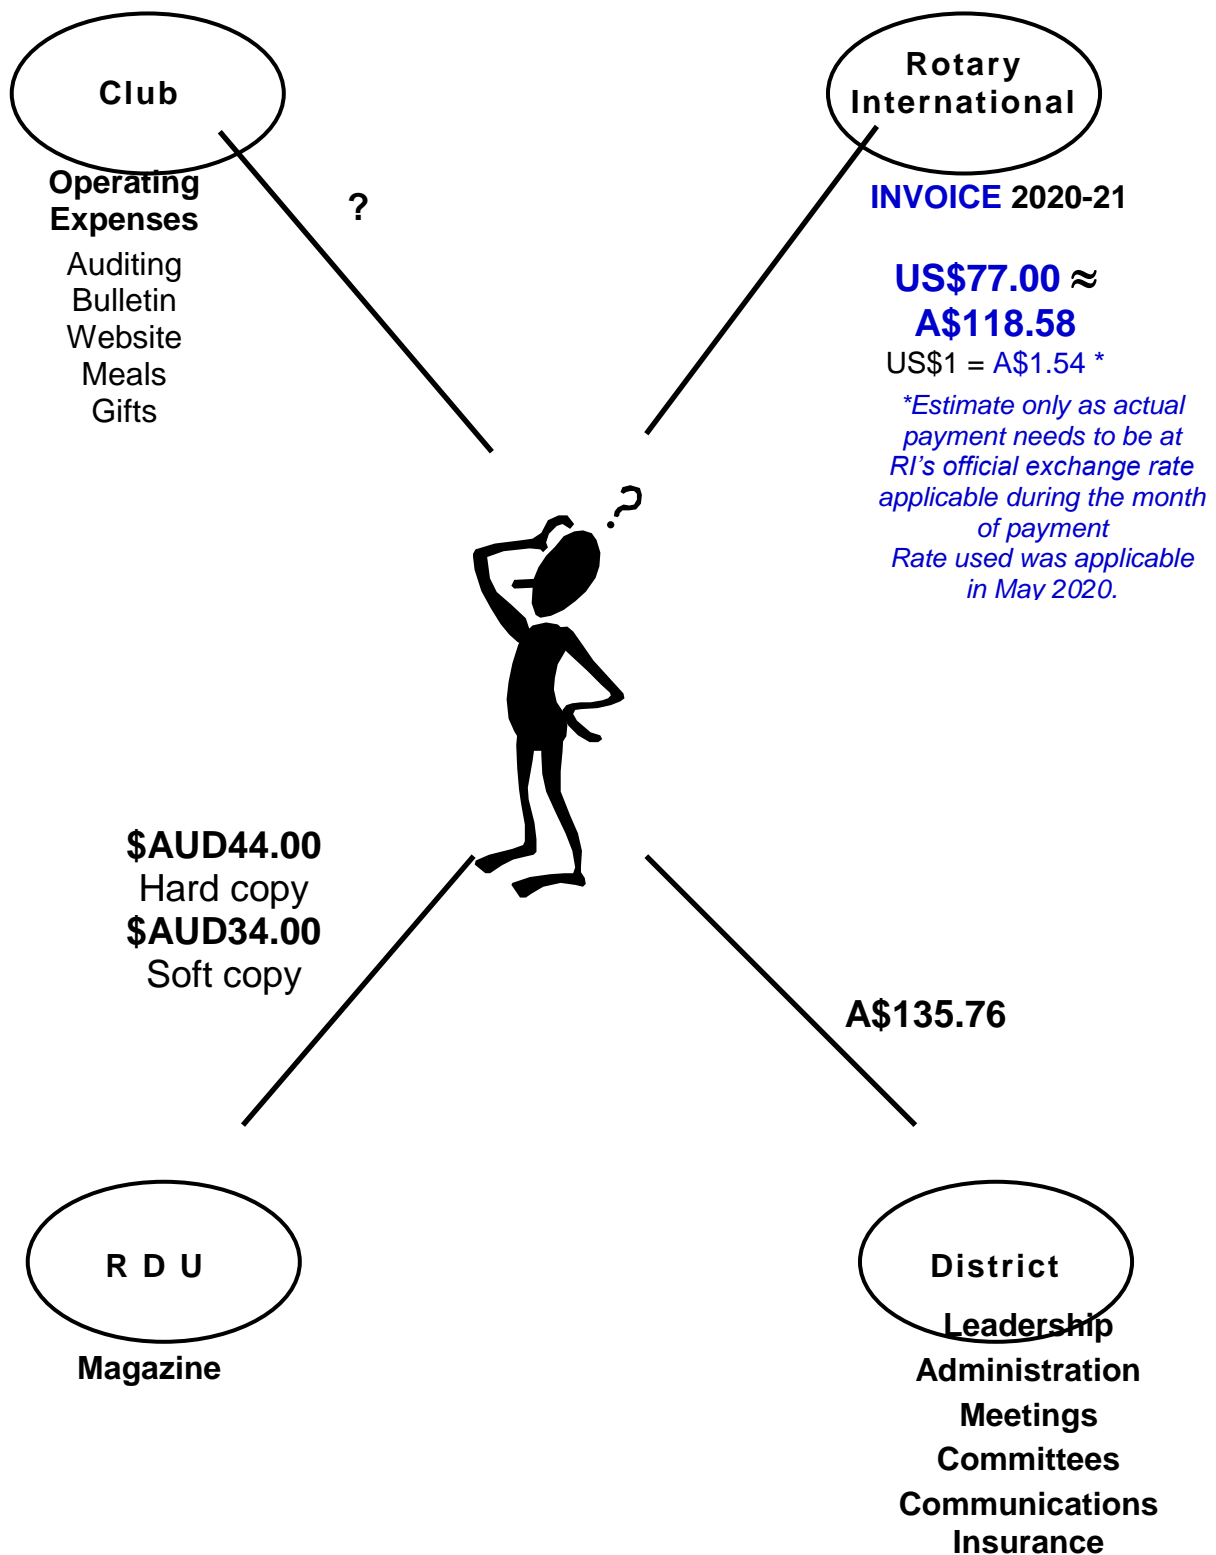 Club
Operating
Expenses
Auditing
Bulletin
Website
Meals
Gifts
?
Rotary
International
INVOICE 2020-21
US$77.00 ≈
A$118.58
US$1 = A$1.54 *
*Estimate only as actual
payment needs to be at
RI’s official exchange rate
applicable during the month
of payment
Rate used was applicable
in May 2020.
?
$AUD44.00
Hard copy
$AUD34.00
Soft copy
A$135.76
R D U
Magazine
District
Leadership
Administration
Meetings
Committees
Communications
Insurance